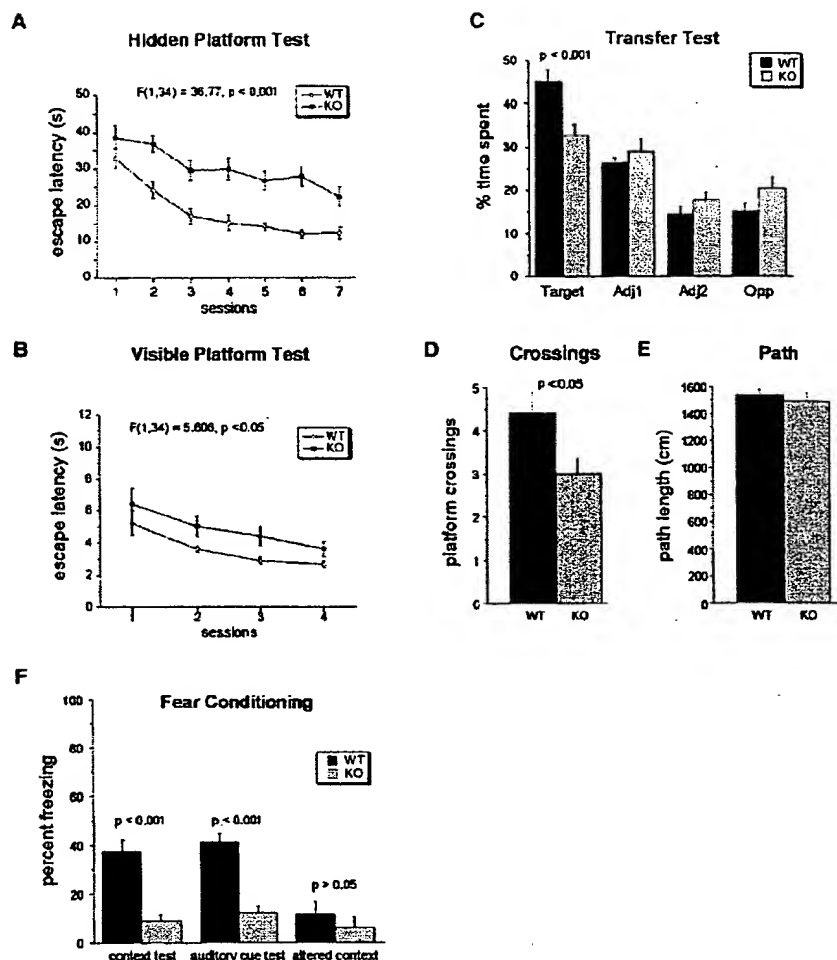 A
Hidden Platform Test
F(1,34) = 36.77, p < 0.001
WT
KO
escape latency (s)
50
40
30
20
10
0
1 2 3 4 5 6 7
sessions
B
Visible Platform Test
F(1,34) = 5.606, p <0.05
WT
KO
escape latency (s)
12
10
8
6
4
2
0
1 2 3 4
sessions
C
Transfer Test
p < 0.001
WT
KO
% time spent
50
40
30
20
10
0
Target Adj1 Adj2 Opp
D
Crossings
p <0.05
platform crossings
5
4
3
2
1
0
WT KO
E
Path
path length (cm)
1600
1400
1200
1000
800
600
400
200
0
WT KO
F
Fear Conditioning
WT
KO
percent freezing
100
80
60
40
20
0
p < 0.001
p < 0.001
p > 0.05
context test auditory cue test altered context